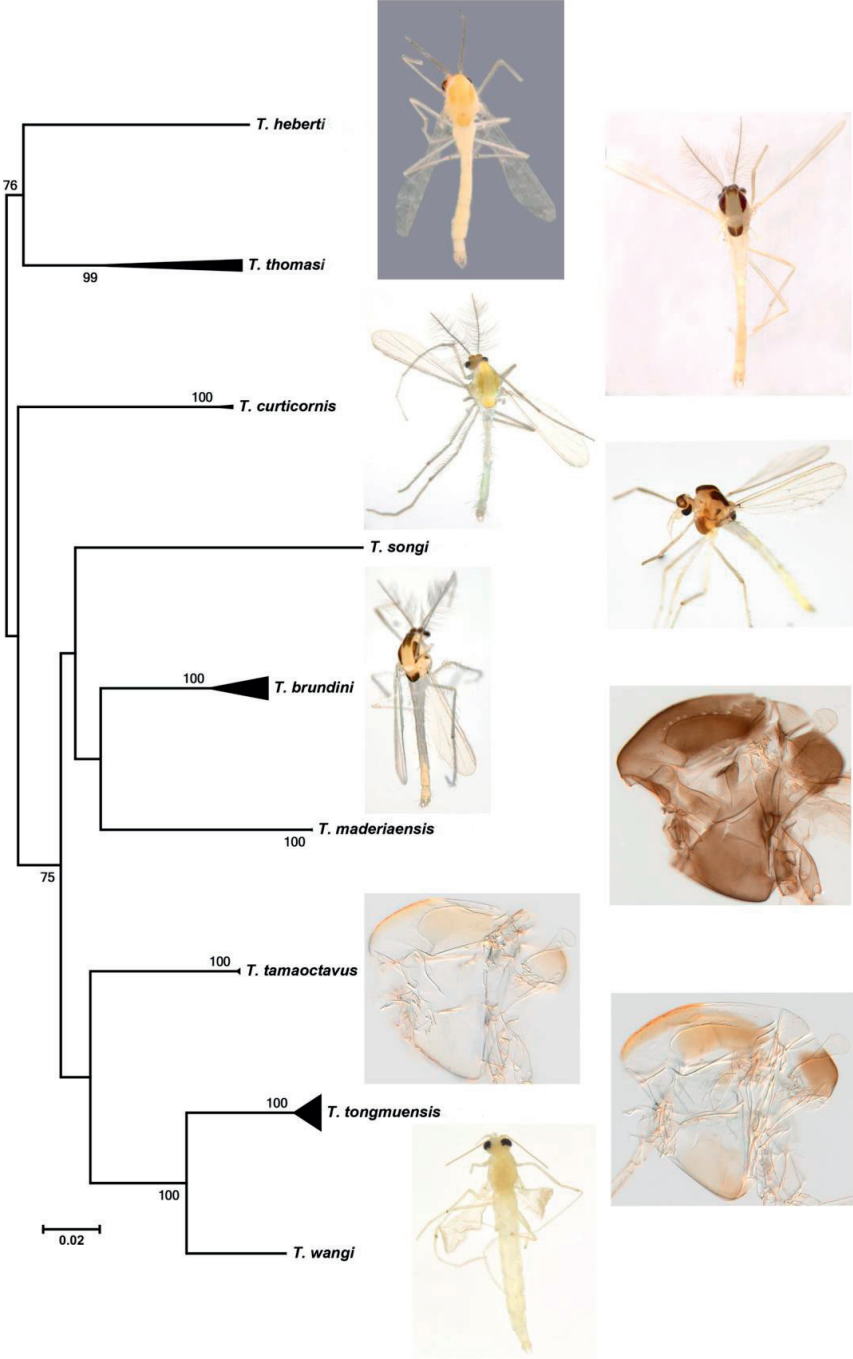 T. heberti
76
99
T. thomasi
100
T. curticornis
T. songi
100
T. brundini
T. maderiaensis
100
75
100
T. tamaoctavus
100
T. tongmuensis
100
0.02
T. wangi